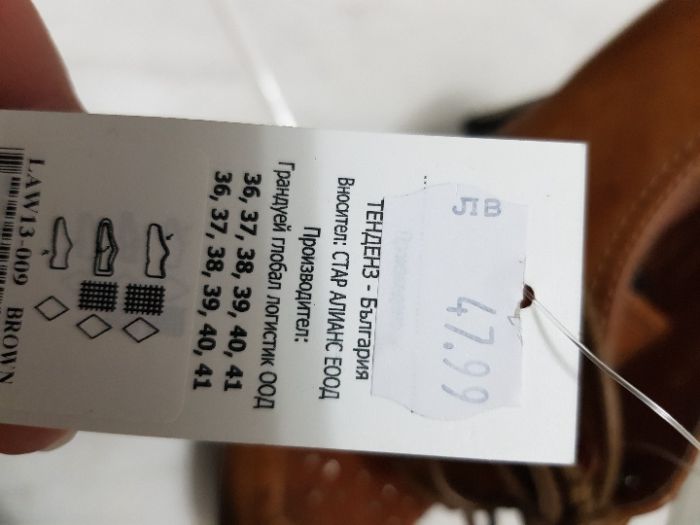 ...
ТЕНДЕНЗ - България
Вносител: СТАР АЛИАНС ЕООД
Производител:
Грандуей глобал логистик ООД
36, 37, 38, 39, 40, 41
36, 37, 38, 39, 40, 41
LAW13-009 BROWN
B
5
47.99